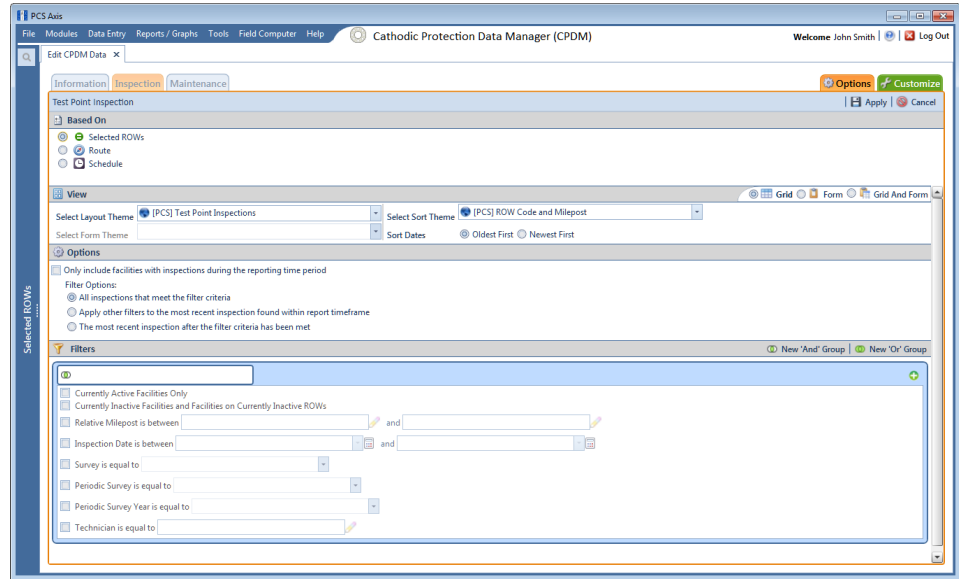 PCS Axis
File Modules Data Entry Reports / Graphs Tools Field Computer Help Cathodic Protection Data Manager (CPDM) Welcome John Smith Log Out
Edit CPDM Data
Information Inspection Maintenance Options Customize
Test Point Inspection Apply Cancel
Based On
Selected ROWs
Route
Schedule
View Grid Form Grid And Form
Select Layout Theme [PCS] Test Point Inspections Select Sort Theme [PCS] ROW Code and Milepost
Select Form Theme Sort Dates Oldest First Newest First
Options
Only include facilities with inspections during the reporting time period
Filter Options:
All inspections that meet the filter criteria
Apply other filters to the most recent inspection found within report timeframe
The most recent inspection after the filter criteria has been met
Selected ROWs
Filters New 'And' Group New 'Or' Group
Currently Active Facilities Only
Currently Inactive Facilities and Facilities on Currently Inactive ROWs
Relative Milepost is between and
Inspection Date is between and
Survey is equal to
Periodic Survey is equal to
Periodic Survey Year is equal to
Technician is equal to